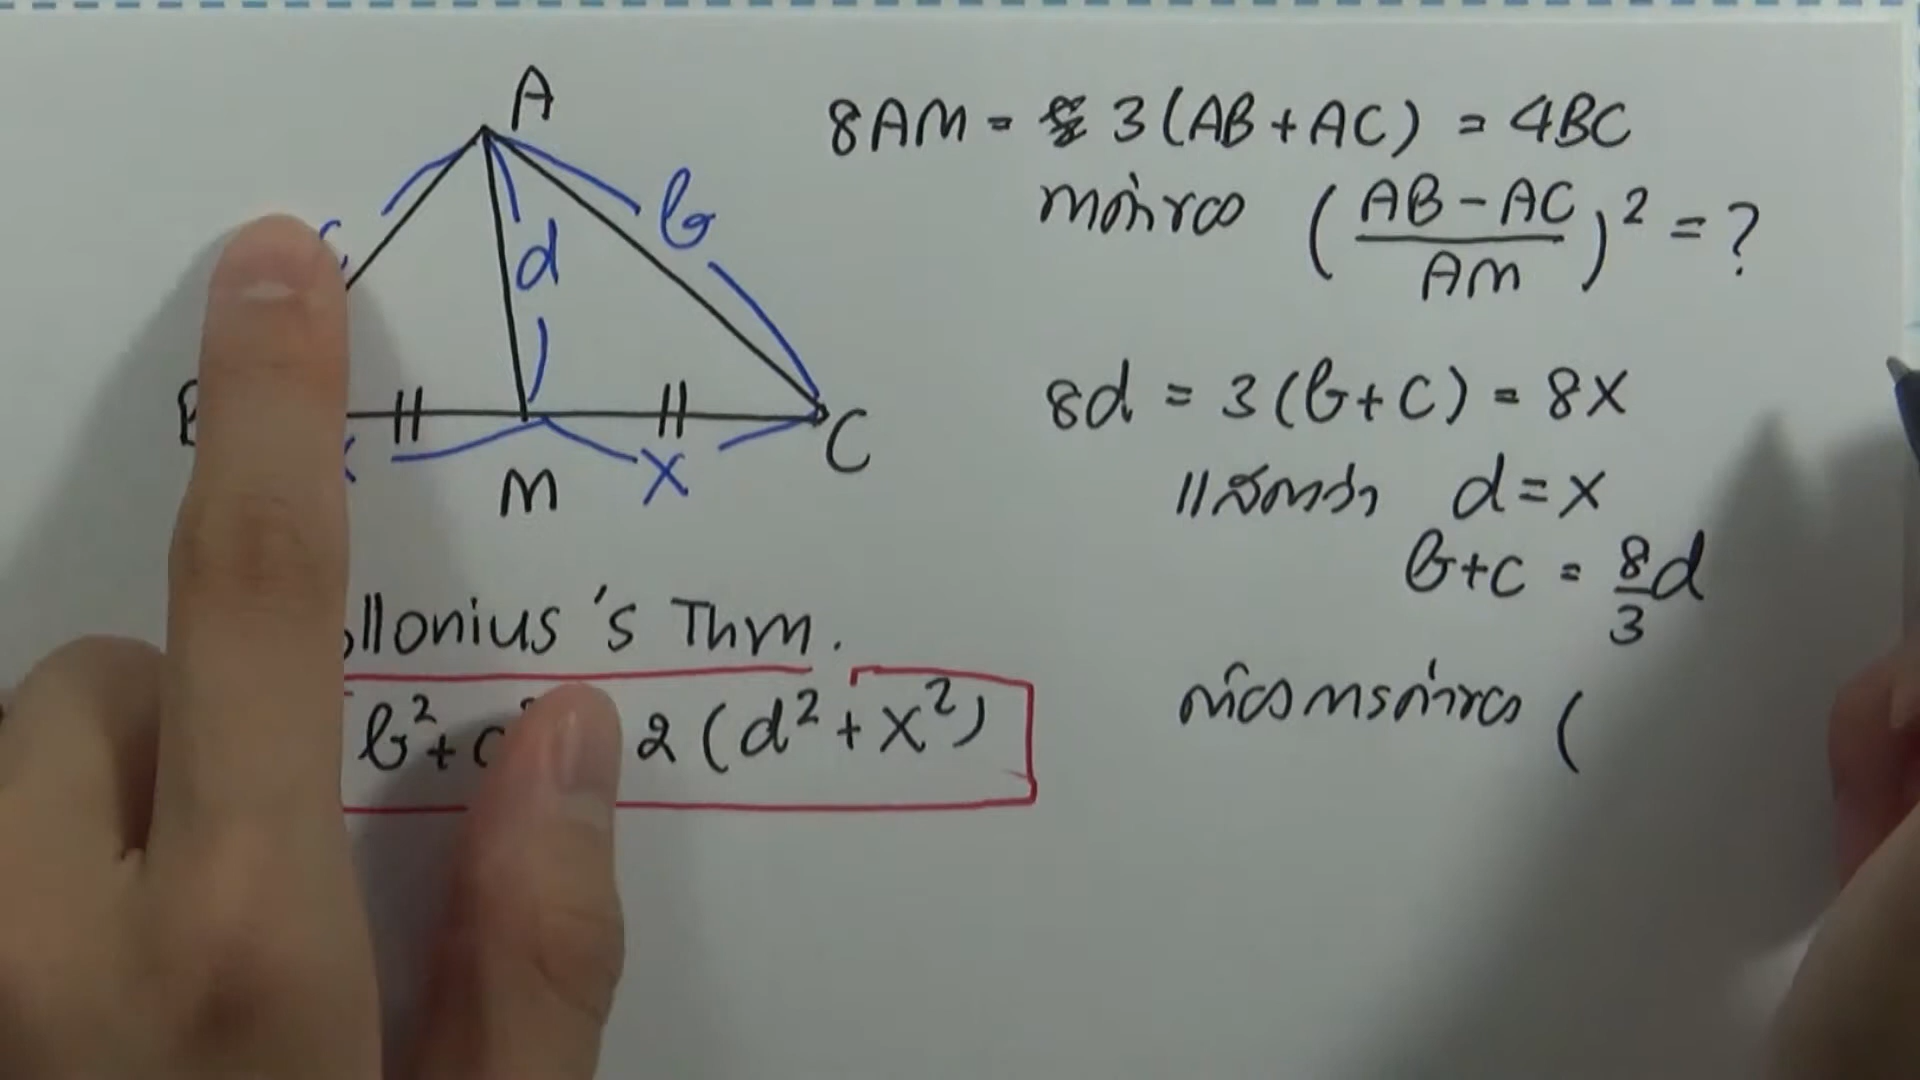 A
8AM = 3(AB + AC) = 4BC
หาค่าของ (AB - AC / AM)² = ?
b
d
8d = 3(b+c) = 8x
C
x
M
แสดงว่า d = x
b+c = 8/3 d
ollonius's Thm.
ต้องการค่าของ (
b² + c 2(d² + x²)